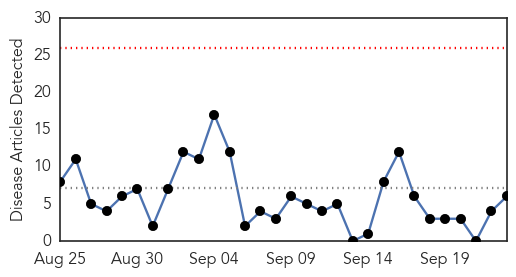 Disease Articles Detected
30
25
20
15
10
5
0
Aug 25
Aug 30
Sep 04
Sep 09
Sep 14
Sep 19